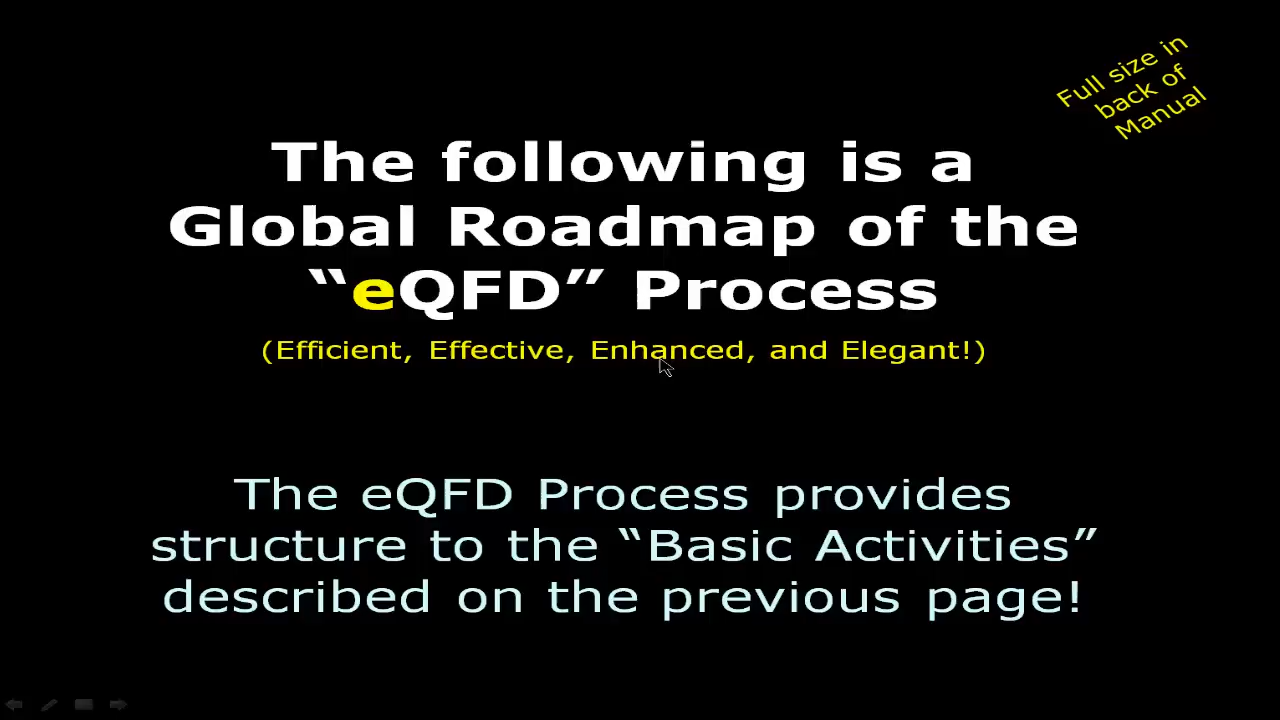 Full size in
back of
Manual
The following is a
Global Roadmap of the
“eQFD” Process
(Efficient, Effective, Enhanced, and Elegant!)
The eQFD Process provides
structure to the “Basic Activities”
described on the previous page!